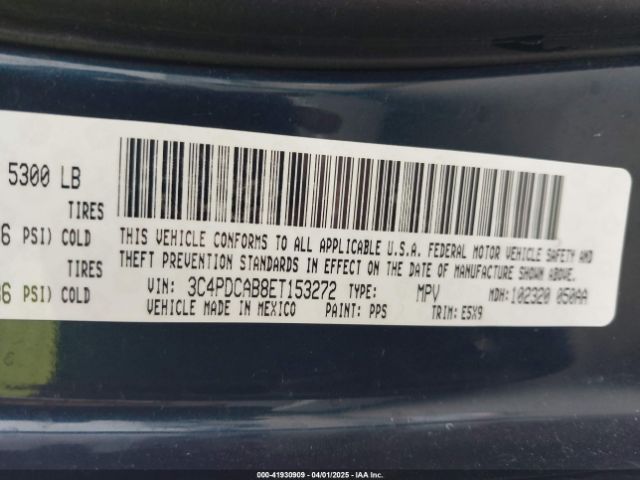 5300 LB
TIRES
6 PSI) COLD
6 PSI) COLD
THIS VEHICLE CONFORMS TO ALL APPLICABLE U.S.A. FEDERAL MOTOR VEHICLE SAFETY AND
THEFT PREVENTION STANDARDS IN EFFECT ON THE DATE OF MANUFACTURE SHOWN ABOVE.
VIN: 3C4PDCAB8ET153272 TYPE: MPV MDH:102320 050AA
VEHICLE MADE IN MEXICO PAINT: PPS TRIM: E5X9
000-41930909 - 04/01/2025 - IAA Inc.